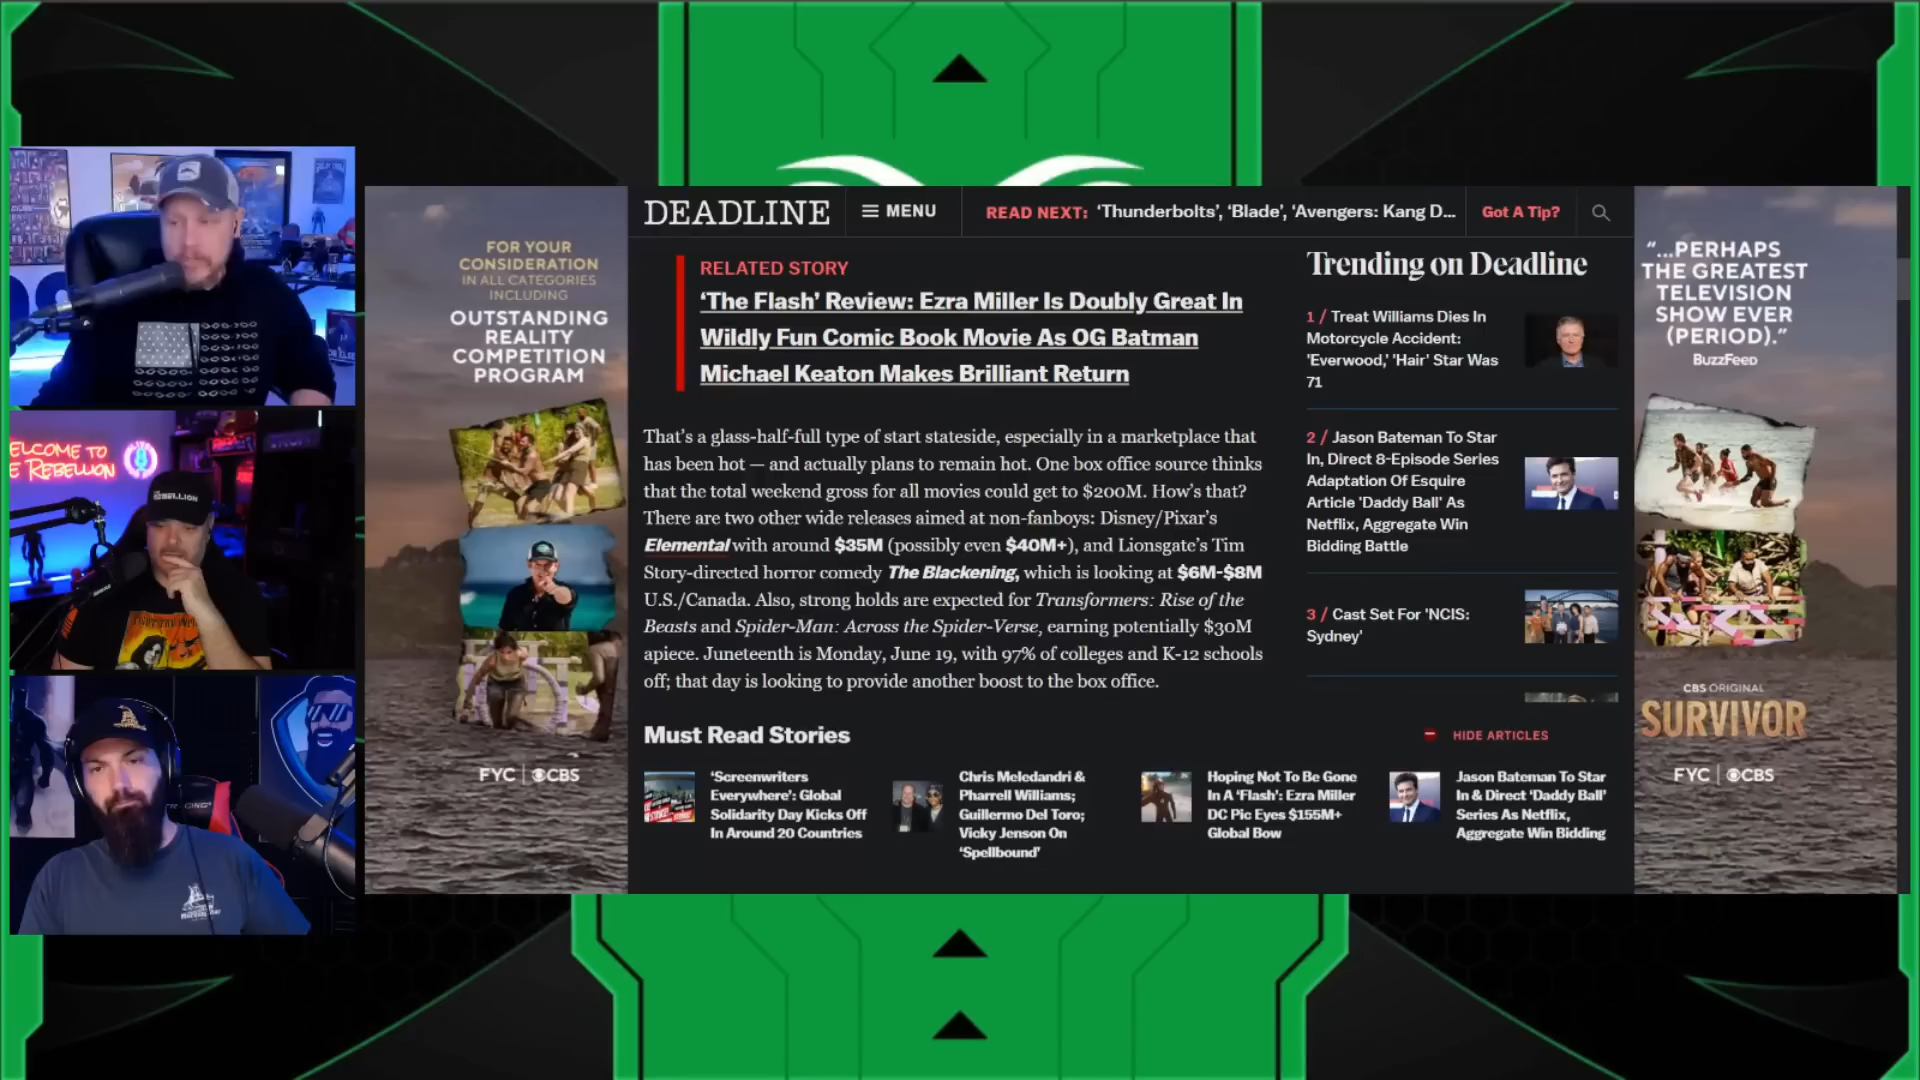 ELCOME TO
E REBELLION
REBELLION
FOR YOUR
CONSIDERATION
IN ALL CATEGORIES
INCLUDING
OUTSTANDING
REALITY
COMPETITION
PROGRAM
FYC | CBS
DEADLINE
MENU
READ NEXT: ‘Thunderbolts’, ‘Blade’, ‘Avengers: Kang D...
Got A Tip?
RELATED STORY
‘The Flash’ Review: Ezra Miller Is Doubly Great In
Wildly Fun Comic Book Movie As OG Batman
Michael Keaton Makes Brilliant Return
That’s a glass-half-full type of start stateside, especially in a marketplace that
has been hot — and actually plans to remain hot. One box office source thinks
that the total weekend gross for all movies could get to $200M. How’s that?
There are two other wide releases aimed at non-fanboys: Disney/Pixar’s
Elemental with around $35M (possibly even $40M+), and Lionsgate’s Tim
Story-directed horror comedy The Blackening, which is looking at $6M-$8M
U.S./Canada. Also, strong holds are expected for Transformers: Rise of the
Beasts and Spider-Man: Across the Spider-Verse, earning potentially $30M
apiece. Juneteenth is Monday, June 19, with 97% of colleges and K-12 schools
off; that day is looking to provide another boost to the box office.
Trending on Deadline
1 / Treat Williams Dies In
Motorcycle Accident:
'Everwood,' 'Hair' Star Was
71
2 / Jason Bateman To Star
In, Direct 8-Episode Series
Adaptation Of Esquire
Article 'Daddy Ball' As
Netflix, Aggregate Win
Bidding Battle
3 / Cast Set For 'NCIS:
Sydney'
Must Read Stories
HIDE ARTICLES
‘Screenwriters
Everywhere’: Global
Solidarity Day Kicks Off
In Around 20 Countries
Chris Meledandri &
Pharrell Williams;
Guillermo Del Toro;
Vicky Jenson On
‘Spellbound’
Hoping Not To Be Gone
In A ‘Flash’: Ezra Miller
DC Pic Eyes $155M+
Global Bow
Jason Bateman To Star
In & Direct ‘Daddy Ball’
Series As Netflix,
Aggregate Win Bidding
“...PERHAPS
THE GREATEST
TELEVISION
SHOW EVER
(PERIOD).”
BUZZFEED
CBS ORIGINAL
SURVIVOR
FYC | CBS